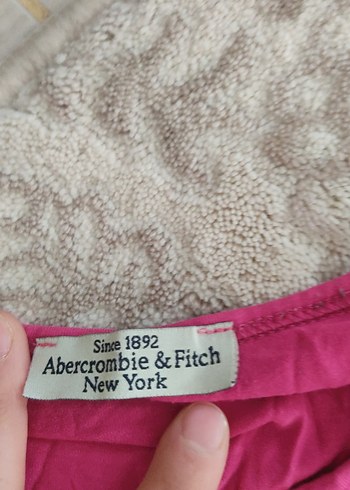 Since 1892
Abercrombie & Fitch
New York